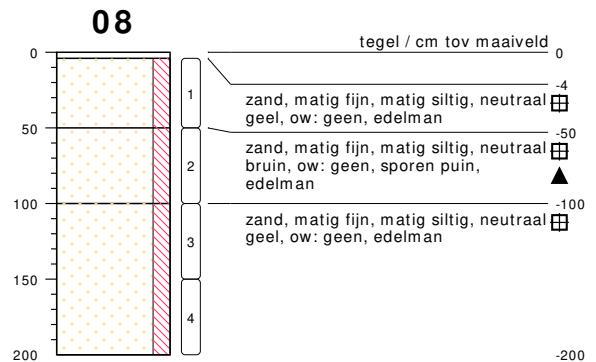 08
tegel / cm tov maaiveld
0
0
-4
zand, matig fijn, matig siltig, neutraal
geel, ow: geen, edelman
1
50
-50
zand, matig fijn, matig siltig, neutraal
bruin, ow: geen, sporen puin,
edelman
2
100
-100
zand, matig fijn, matig siltig, neutraal
geel, ow: geen, edelman
3
150
4
200
-200